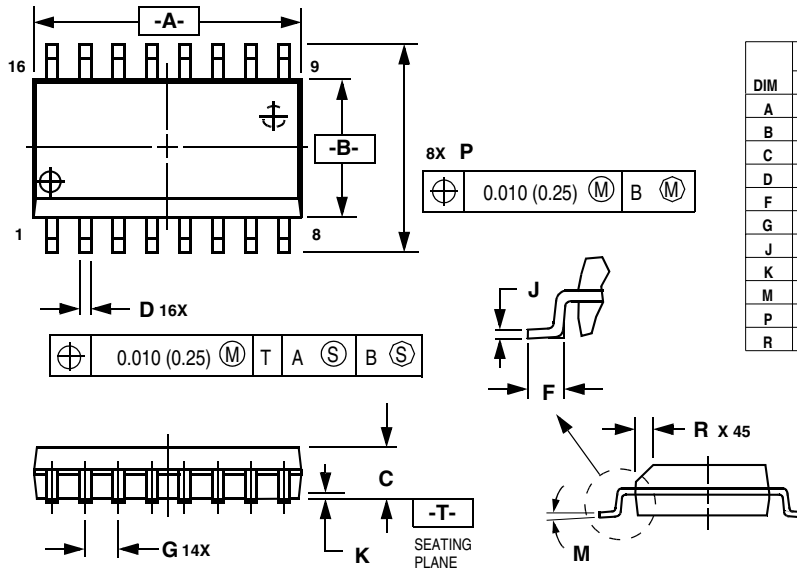 -A-
16
9
-B-
8X P
⌖ 0.010 (0.25) Ⓜ B Ⓜ
1
8
D 16X
⌖ 0.010 (0.25) Ⓜ T A Ⓢ B Ⓢ
J
F
R X 45
C
-T-
SEATING
PLANE
G 14X
K
M
DIM
A
B
C
D
F
G
J
K
M
P
R